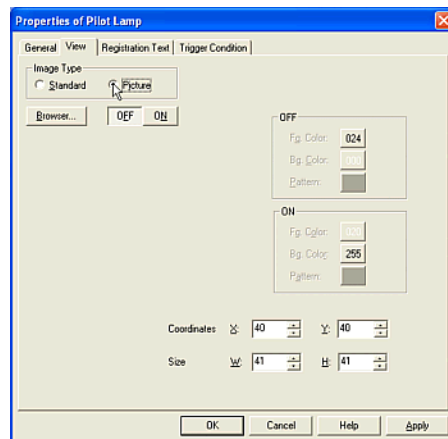 Properties of Pilot Lamp
General View Registration Text Trigger Condition
Image Type
Standard Picture
Browser... OFF ON
OFF
Fg. Color: 024
Bg. Color: 000
Pattern:
ON
Fg. Color:
Bg. Color: 255
Pattern:
Coordinates X: 40 Y: 40
Size W: 41 H: 41
OK Cancel Help Apply